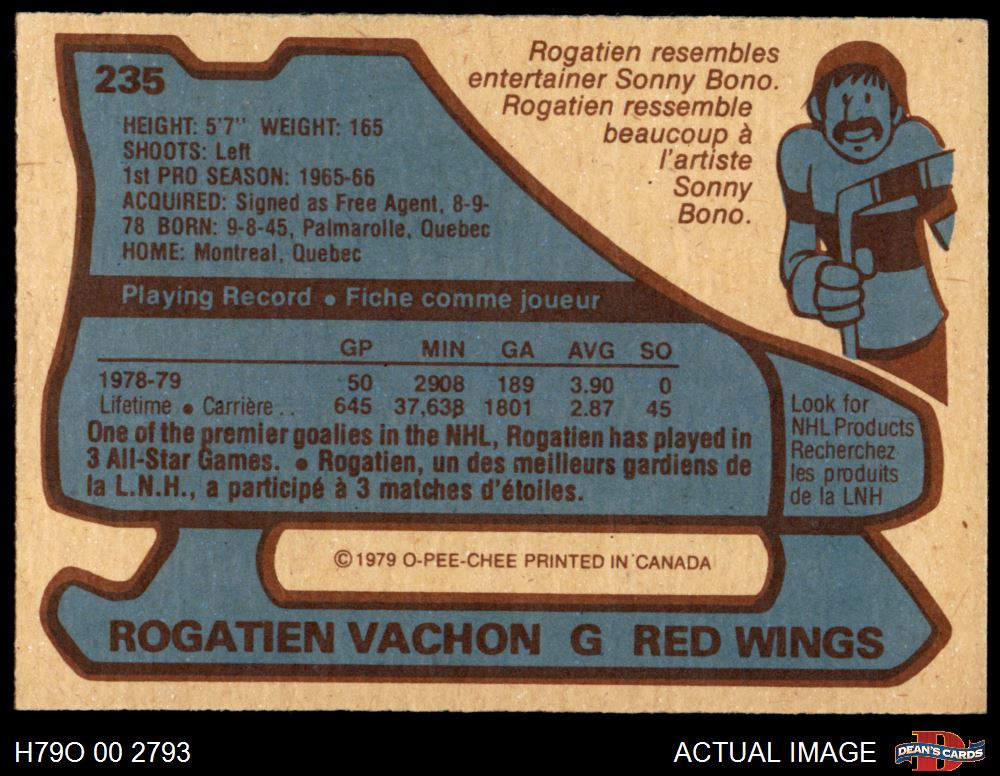 235
Rogatien resembles
entertainer Sonny Bono.
Rogatien ressemble
beaucoup à
l'artiste
Sonny
Bono.
HEIGHT: 5'7" WEIGHT: 165
SHOOTS: Left
1st PRO SEASON: 1965-66
ACQUIRED: Signed as Free Agent, 8-9-
78 BORN: 9-8-45, Palmarolle, Quebec
HOME: Montreal, Quebec
Playing Record • Fiche comme joueur
GP MIN GA AVG SO
1978-79 50 2908 189 3.90 0
Lifetime • Carrière . . 645 37,638 1801 2.87 45
One of the premier goalies in the NHL, Rogatien has played in
3 All-Star Games. • Rogatien, un des meilleurs gardiens de
la L.N.H., a participé à 3 matches d'étoiles.
Look for
NHL Products
Recherchez
les produits
de la LNH
©1979 O-PEE-CHEE PRINTED IN CANADA
ROGATIEN VACHON G RED WINGS
H79O 00 2793
ACTUAL IMAGE
DEAN'S CARDS